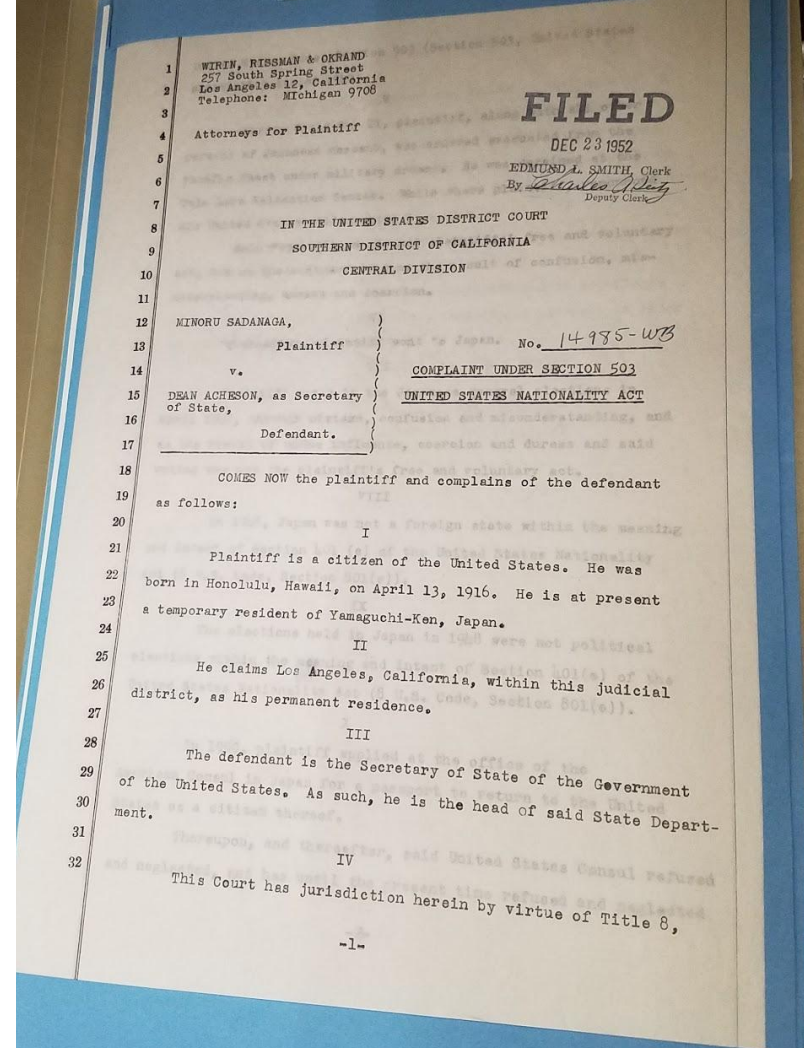 WIRIN, RISSMAN & OKRAND
257 South Spring Street
Los Angeles 12, California
Telephone: MIchigan 9708
Attorneys for Plaintiff
FILED
DEC 23 1952
EDMUND L. SMITH, Clerk
By Charles A Seitz
Deputy Clerk
IN THE UNITED STATES DISTRICT COURT
SOUTHERN DISTRICT OF CALIFORNIA
CENTRAL DIVISION
MINORU SADANAGA,
Plaintiff
v.
DEAN ACHESON, as Secretary
of State,
Defendant.
No. 14985-WB
COMPLAINT UNDER SECTION 503
UNITED STATES NATIONALITY ACT
COMES NOW the plaintiff and complains of the defendant
as follows:
I
Plaintiff is a citizen of the United States. He was
born in Honolulu, Hawaii, on April 13, 1916. He is at present
a temporary resident of Yamaguchi-Ken, Japan.
II
He claims Los Angeles, California, within this judicial
district, as his permanent residence.
III
The defendant is the Secretary of State of the Government
of the United States. As such, he is the head of said State Depart-
ment.
IV
This Court has jurisdiction herein by virtue of Title 8,
-1-
1
2
3
4
5
6
7
8
9
10
11
12
13
14
15
16
17
18
19
20
21
22
23
24
25
26
27
28
29
30
31
32